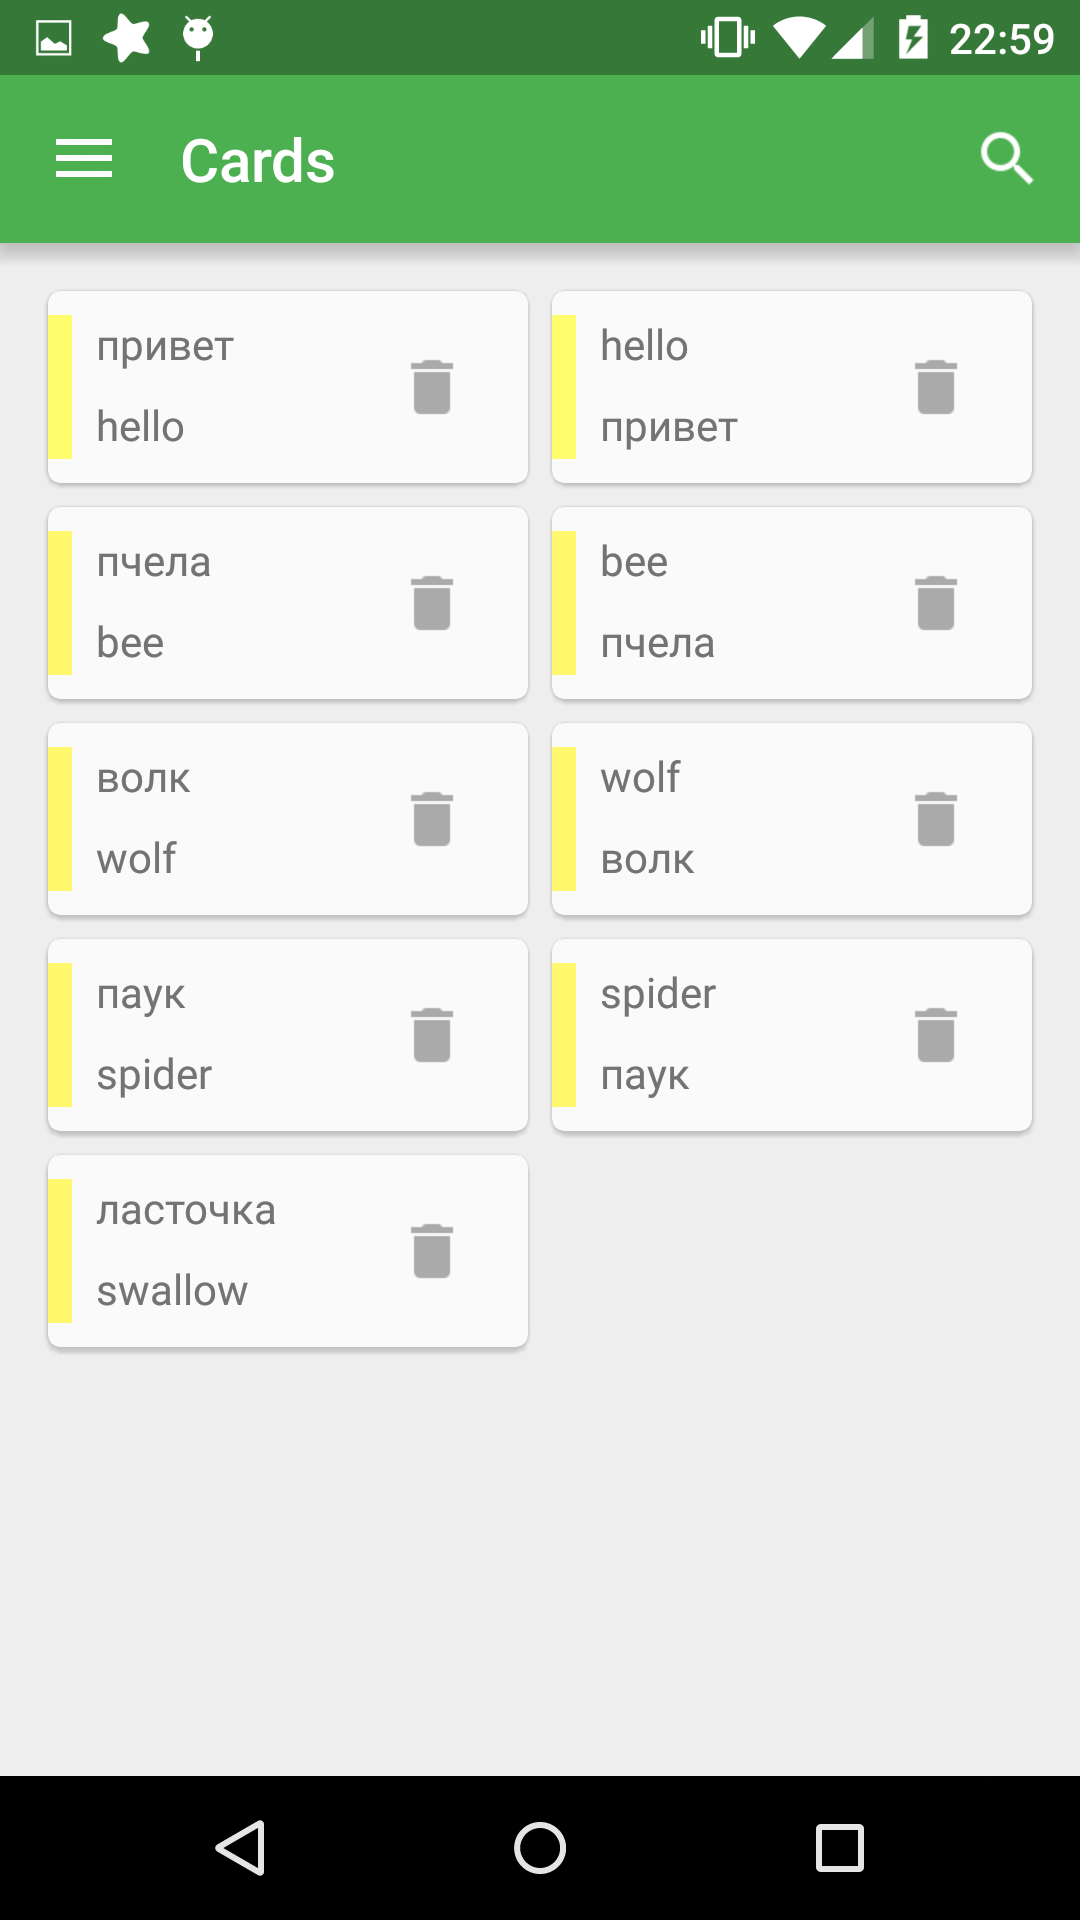 22:59
Cards
привет
hello
hello
привет
пчела
bee
bee
пчела
волк
wolf
wolf
волк
паук
spider
spider
паук
ласточка
swallow